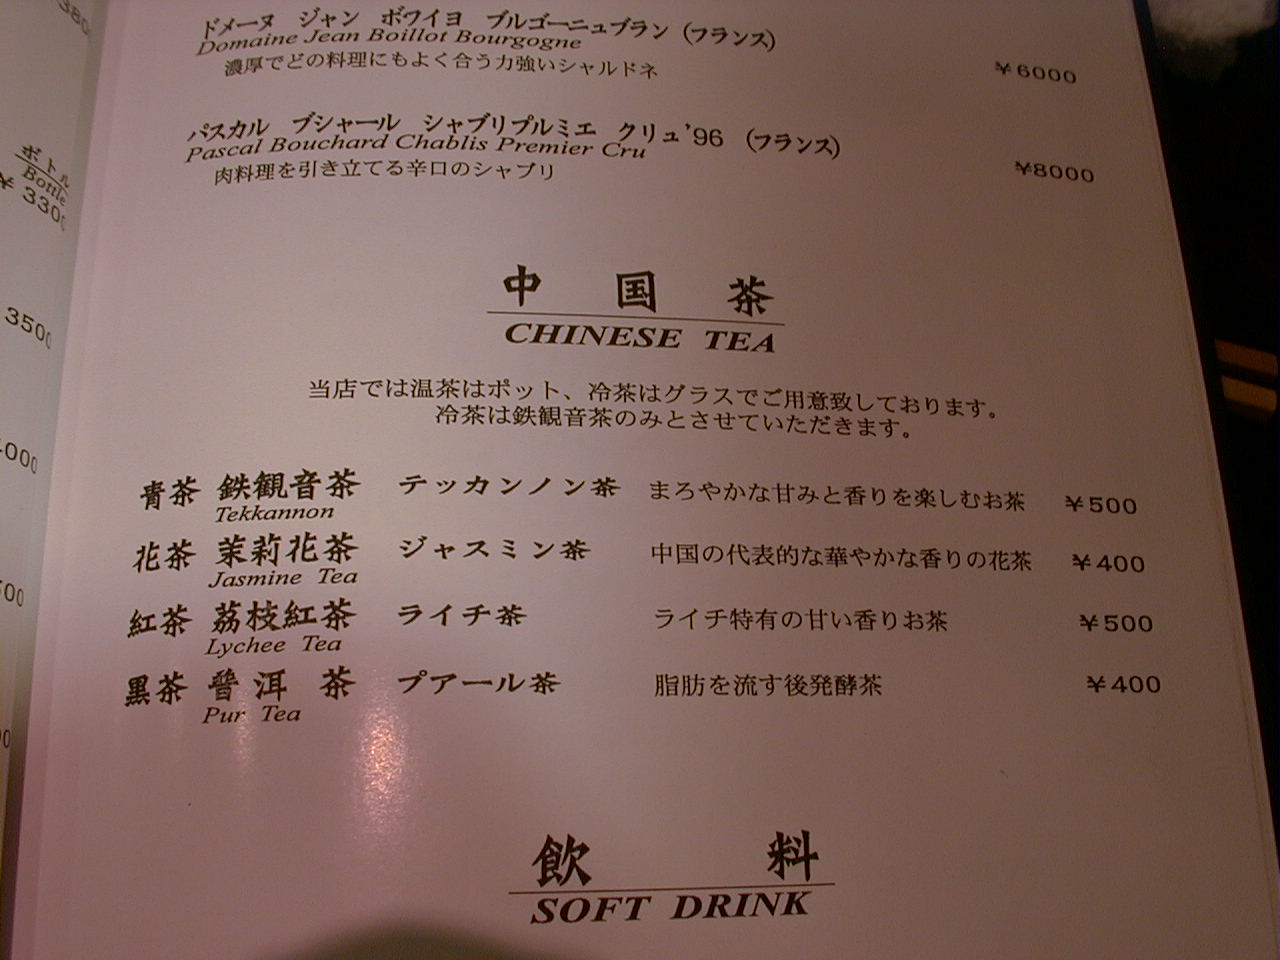 380
ボトル
Bottle
¥ 330
3500
000
00
0
ドメーヌ ジャン ボワイヨ ブルゴーニュブラン (フランス)
Domaine Jean Boillot Bourgogne
濃厚でどの料理にもよく合う力強いシャルドネ ¥6000
パスカル ブシャール シャブリプルミエ クリュ'96 (フランス)
Pascal Bouchard Chablis Premier Cru
肉料理を引き立てる辛口のシャブリ ¥8000
中国茶
CHINESE TEA
当店では温茶はポット、冷茶はグラスでご用意致しております。
冷茶は鉄観音茶のみとさせていただきます。
青茶 鉄観音茶 テッカンノン茶 まろやかな甘みと香りを楽しむお茶 ¥500
Tekkannon
花茶 茉莉花茶 ジャスミン茶 中国の代表的な華やかな香りの花茶 ¥400
Jasmine Tea
紅茶 茘枝紅茶 ライチ茶 ライチ特有の甘い香りお茶 ¥500
Lychee Tea
黒茶 普洱 茶 プアール茶 脂肪を流す後発酵茶 ¥400
Pur Tea
飲料
SOFT DRINK